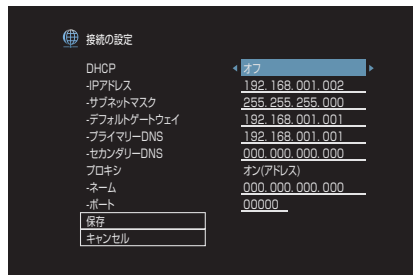 接続の設定
DHCP オフ
-IPアドレス 192. 168. 001. 002
-サブネットマスク 255. 255. 255. 000
-デフォルトゲートウェイ 192. 168. 001. 001
-プライマリーDNS 192. 168. 001. 001
-セカンダリーDNS 000. 000. 000. 000
プロキシ オン(アドレス)
-ネーム 000. 000. 000. 000
-ポート 00000
保存
キャンセル